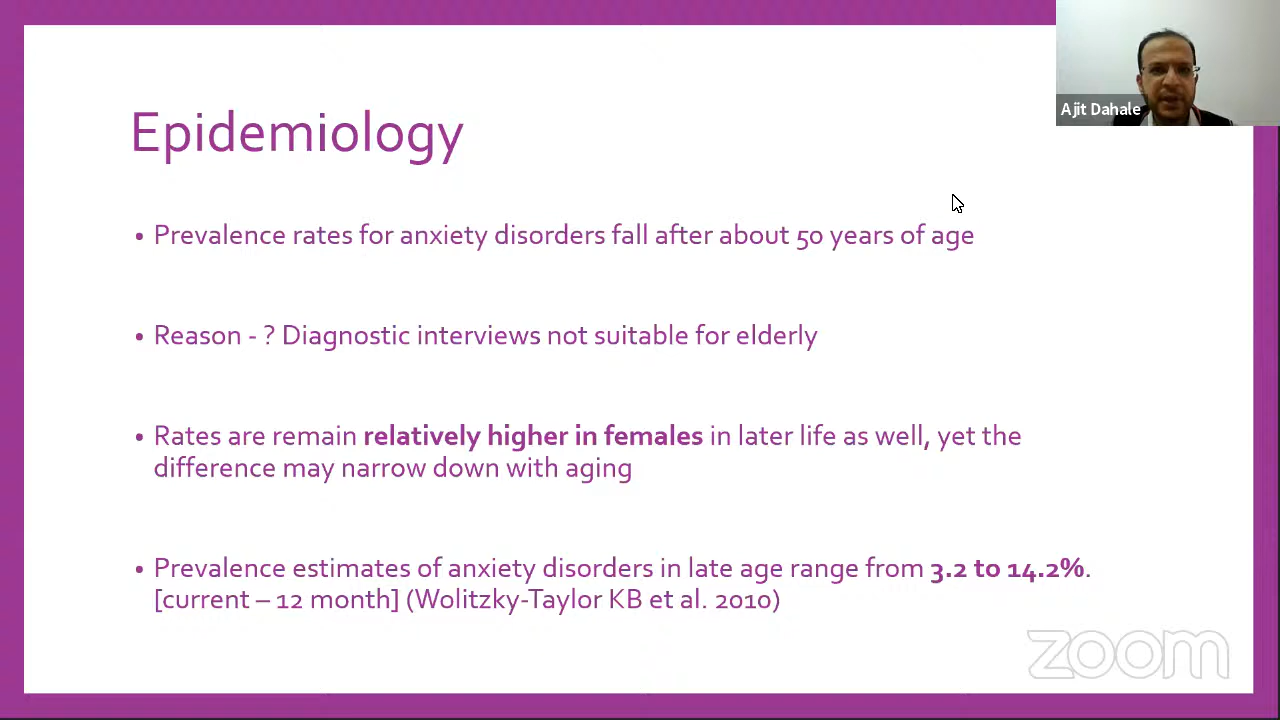 Epidemiology
Ajit Dahale
• Prevalence rates for anxiety disorders fall after about 50 years of age
• Reason - ? Diagnostic interviews not suitable for elderly
• Rates are remain relatively higher in females in later life as well, yet the
difference may narrow down with aging
• Prevalence estimates of anxiety disorders in late age range from 3.2 to 14.2%.
[current – 12 month] (Wolitzky-Taylor KB et al. 2010)
zoom